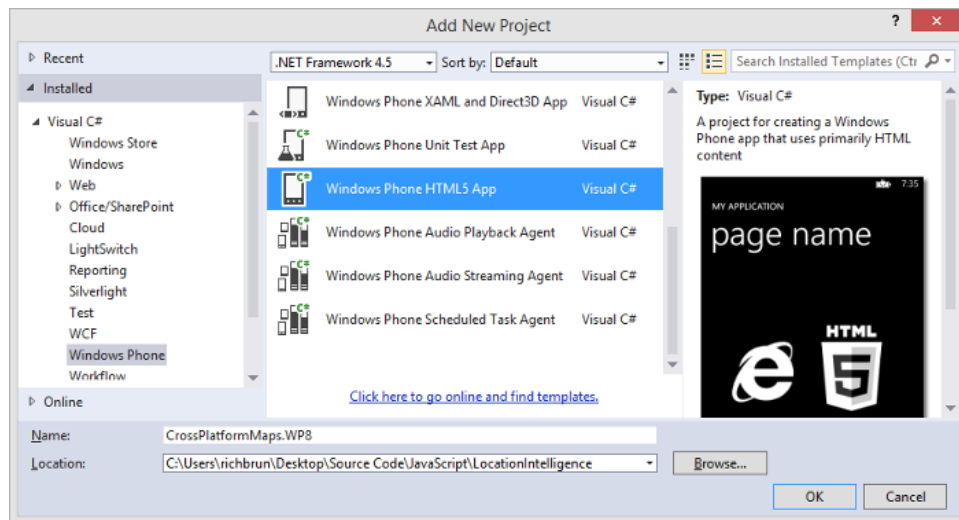 Add New Project
?
×
Recent
Installed
Visual C#
Windows Store
Windows
Web
Office/SharePoint
Cloud
LightSwitch
Reporting
Silverlight
Test
WCF
Windows Phone
Workflow
Online
.NET Framework 4.5
Sort by: Default
Search Installed Templates (Ctr
Windows Phone XAML and Direct3D App Visual C#
Windows Phone Unit Test App Visual C#
Windows Phone HTML5 App Visual C#
Windows Phone Audio Playback Agent Visual C#
Windows Phone Audio Streaming Agent Visual C#
Windows Phone Scheduled Task Agent Visual C#
Click here to go online and find templates.
Type: Visual C#
A project for creating a Windows
Phone app that uses primarily HTML
content
7:35
MY APPLICATION
page name
HTML
5
Name: CrossPlatformMaps.WP8
Location: C:\Users\richbrun\Desktop\Source Code\JavaScript\LocationIntelligence
Browse...
OK Cancel